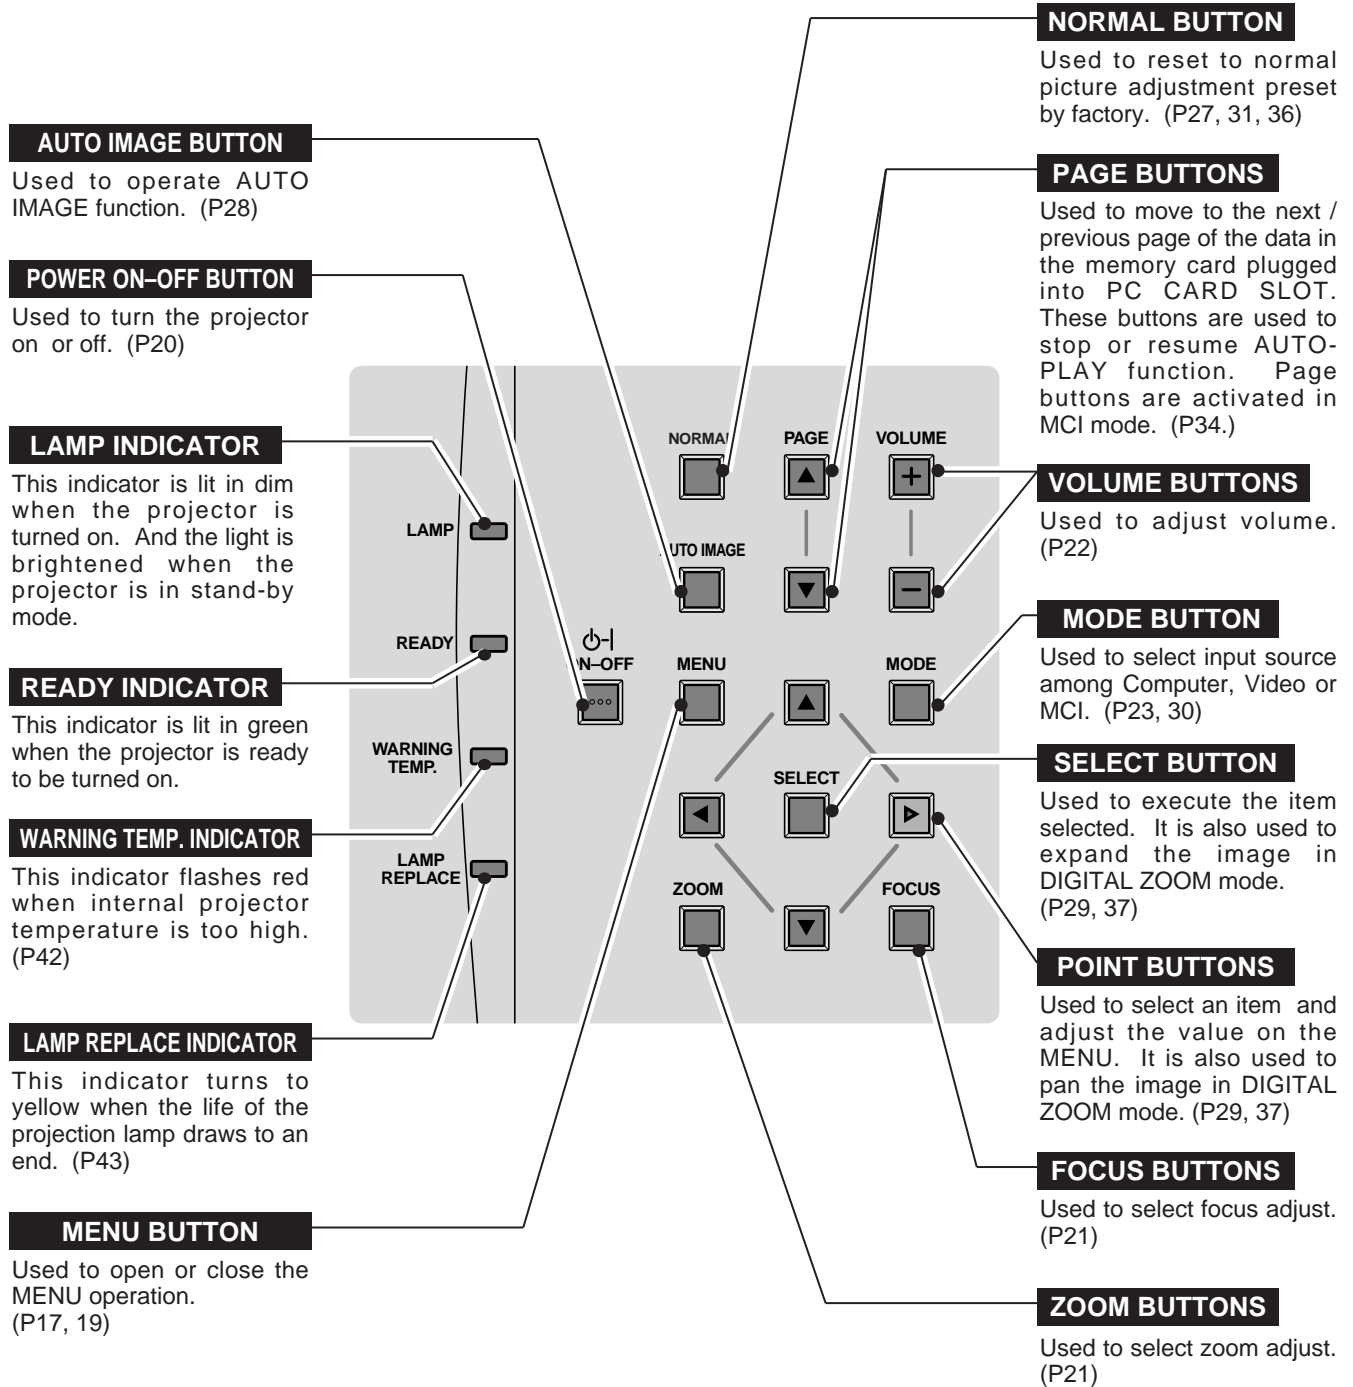 NORMAL BUTTON
Used to reset to normal
picture adjustment preset
by factory. (P27, 31, 36)
AUTO IMAGE BUTTON
Used to operate AUTO
IMAGE function. (P28)
PAGE BUTTONS
Used to move to the next /
previous page of the data in
the memory card plugged
into PC CARD SLOT.
These buttons are used to
stop or resume AUTO-
PLAY function. Page
buttons are activated in
MCI mode. (P34.)
POWER ON–OFF BUTTON
Used to turn the projector
on or off. (P20)
LAMP INDICATOR
This indicator is lit in dim
when the projector is
turned on. And the light is
brightened when the
projector is in stand-by
mode.
VOLUME BUTTONS
Used to adjust volume.
(P22)
MODE BUTTON
Used to select input source
among Computer, Video or
MCI. (P23, 30)
READY INDICATOR
This indicator is lit in green
when the projector is ready
to be turned on.
SELECT BUTTON
Used to execute the item
selected. It is also used to
expand the image in
DIGITAL ZOOM mode.
(P29, 37)
WARNING TEMP. INDICATOR
This indicator flashes red
when internal projector
temperature is too high.
(P42)
POINT BUTTONS
Used to select an item and
adjust the value on the
MENU. It is also used to
pan the image in DIGITAL
ZOOM mode. (P29, 37)
LAMP REPLACE INDICATOR
This indicator turns to
yellow when the life of the
projection lamp draws to an
end. (P43)
FOCUS BUTTONS
Used to select focus adjust.
(P21)
MENU BUTTON
Used to open or close the
MENU operation.
(P17, 19)
ZOOM BUTTONS
Used to select zoom adjust.
(P21)
NORMAL PAGE VOLUME
LAMP
AUTO IMAGE
READY
ON–OFF MENU MODE
WARNING
TEMP.
SELECT
LAMP
REPLACE
ZOOM FOCUS